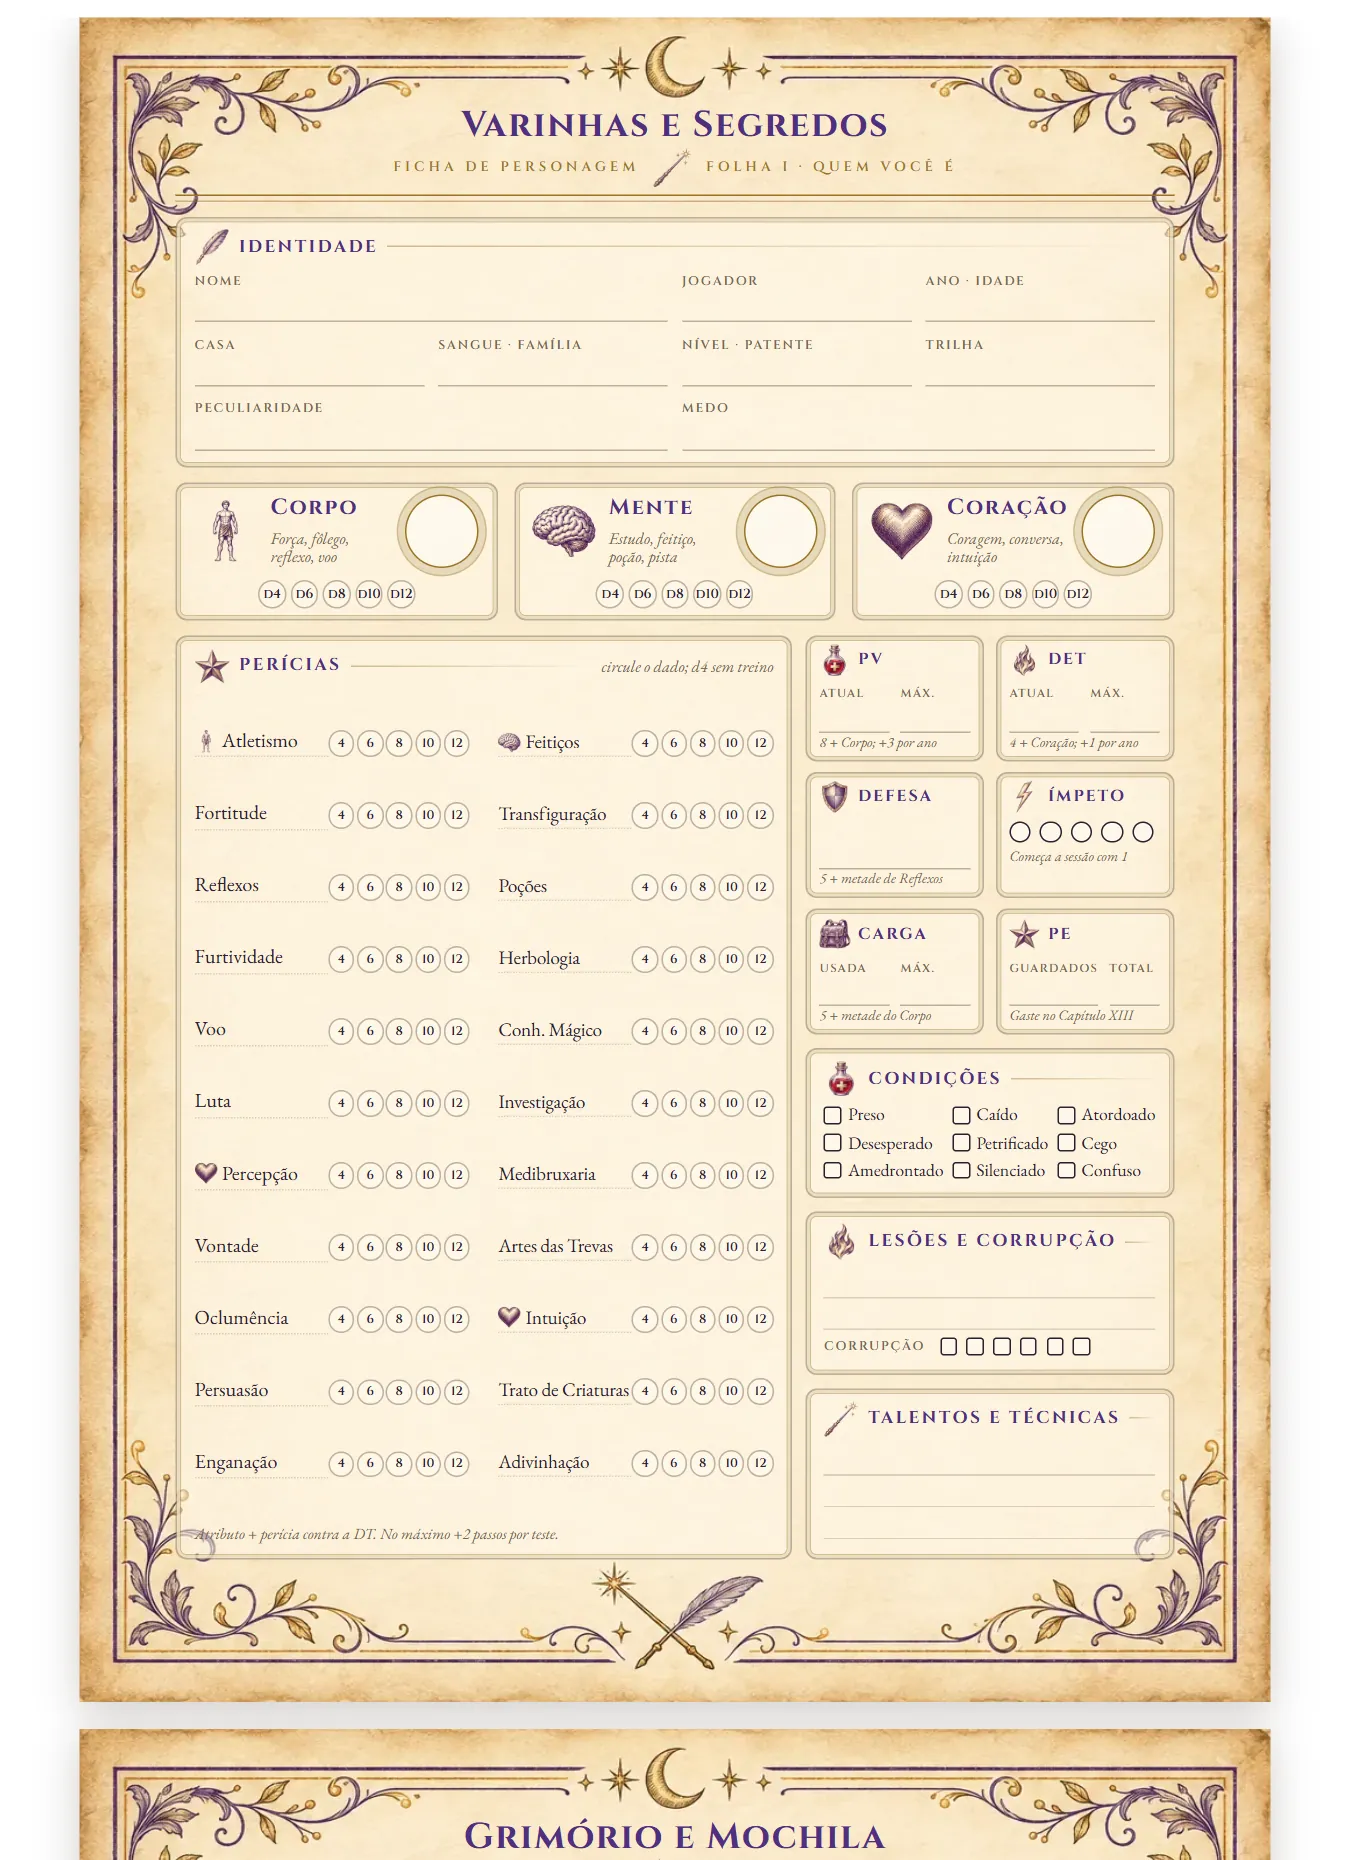 Varinhas e Segredos
FICHA DE PERSONAGEM FOLHA I · QUEM VOCÊ É
IDENTIDADE
NOME JOGADOR ANO · IDADE
CASA SANGUE · FAMÍLIA NÍVEL · PATENTE TRILHA
PECULIARIDADE MEDO
Corpo
Força, fôlego,
reflexo, voo
D4 D6 D8 D10 D12
Mente
Estudo, feitiço,
poção, pista
D4 D6 D8 D10 D12
Coração
Coragem, conversa,
intuição
D4 D6 D8 D10 D12
PERÍCIAS circule o dado; d4 sem treino
Atletismo 4 6 8 10 12 Feitiços 4 6 8 10 12
Fortitude 4 6 8 10 12 Transfiguração 4 6 8 10 12
Reflexos 4 6 8 10 12 Poções 4 6 8 10 12
Furtividade 4 6 8 10 12 Herbologia 4 6 8 10 12
Voo 4 6 8 10 12 Conh. Mágico 4 6 8 10 12
Luta 4 6 8 10 12 Investigação 4 6 8 10 12
Percepção 4 6 8 10 12 Medibruxaria 4 6 8 10 12
Vontade 4 6 8 10 12 Artes das Trevas 4 6 8 10 12
Oclumência 4 6 8 10 12 Intuição 4 6 8 10 12
Persuasão 4 6 8 10 12 Trato de Criaturas 4 6 8 10 12
Enganação 4 6 8 10 12 Adivinhação 4 6 8 10 12
Atributo + perícia contra a DT. No máximo +2 passos por teste.
PV
ATUAL MÁX.
8 + Corpo; +3 por ano
DET
ATUAL MÁX.
4 + Coração; +1 por ano
DEFESA
5 + metade de Reflexos
ÍMPETO
Começa a sessão com 1
CARGA
USADA MÁX.
5 + metade do Corpo
PE
GUARDADOS TOTAL
Gaste no Capítulo XIII
CONDIÇÕES
Preso Caído Atordoado
Desesperado Petrificado Cego
Amedrontado Silenciado Confuso
LESÕES E CORRUPÇÃO
CORRUPÇÃO
TALENTOS E TÉCNICAS
Grimório e Mochila